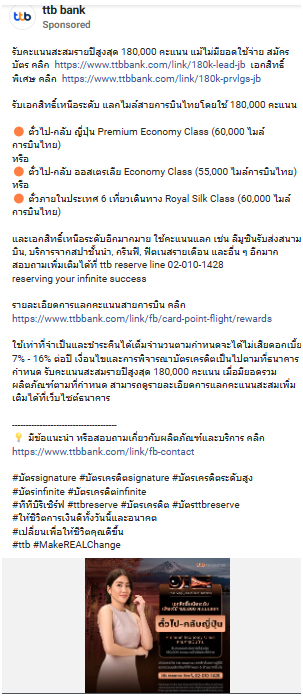 ttb bank
Sponsored
รับคะแนนสะสมรายปีสูงสุด 180,000 คะแนน แม้ไม่มียอดใช้จ่าย สมัคร
บัตร คลิก https://www.ttbbank.com/link/180k-lead-jb เอกสิทธิ์
พิเศษ คลิก https://www.ttbbank.com/link/180k-prvlgs-jb
รับเอกสิทธิ์เหนือระดับ แลกไมล์สายการบินไทยโดยใช้ 180,000 คะแนน
🟠 ตั๋วไป-กลับ ญี่ปุ่น Premium Economy Class (60,000 ไมล์
การบินไทย)
หรือ
🟠 ตั๋วไป-กลับ ออสเตรเลีย Economy Class (55,000 ไมล์การบินไทย)
หรือ
🟠 ตั๋วภายในประเทศ 6 เที่ยวเดินทาง Royal Silk Class (60,000 ไมล์
การบินไทย)
และเอกสิทธิ์เหนือระดับอีกมากมาย ใช้คะแนนแลก เช่น ลิมูซีนรับส่งสนาม
บิน, บริการจากสปาชั้นนำ, กรีนฟี, ฟิตเนสรายเดือน และอื่น ๆ อีกมาก
สอบถามเพิ่มเติมได้ที่ ttb reserve line 02-010-1428
reserving your infinite success
รายละเอียดการแลกคะแนนสายการบิน คลิก
https://www.ttbbank.com/link/fb/card-point-flight/rewards
ใช้เท่าที่จำเป็นและชำระคืนได้เต็มจำนวนตามกำหนดจะได้ไม่เสียดอกเบี้ย
7% - 16% ต่อปี เงื่อนไขและการพิจารณาบัตรเครดิตเป็นไปตามที่ธนาคาร
กำหนด รับคะแนนสะสมรายปีสูงสุด 180,000 คะแนน เมื่อมียอดรวม
ผลิตภัณฑ์ตามที่กำหนด สามารถดูรายละเอียดการแลกคะแนนสะสมเพิ่ม
เติมได้ที่เว็บไซต์ธนาคาร
-----------------------------
💡 มีข้อแนะนำ หรือสอบถามเกี่ยวกับผลิตภัณฑ์และบริการ คลิก
https://www.ttbbank.com/link/fb-contact
#บัตรsignature #บัตรเครดิตsignature #บัตรเครดิตระดับสูง
#บัตรinfinite #บัตรเครดิตinfinite
#ทีทีบีรีเซิร์ฟ #ttbreserve #บัตรเครดิต #บัตรttbreserve
#ให้ชีวิตการเงินดีทั้งวันนี้และอนาคต
#เปลี่ยนเพื่อให้ชีวิตคุณดีขึ้น
#ttb #MakeREALChange
ttb
ตั๋วไป-กลับญี่ปุ่น
02-010-1428